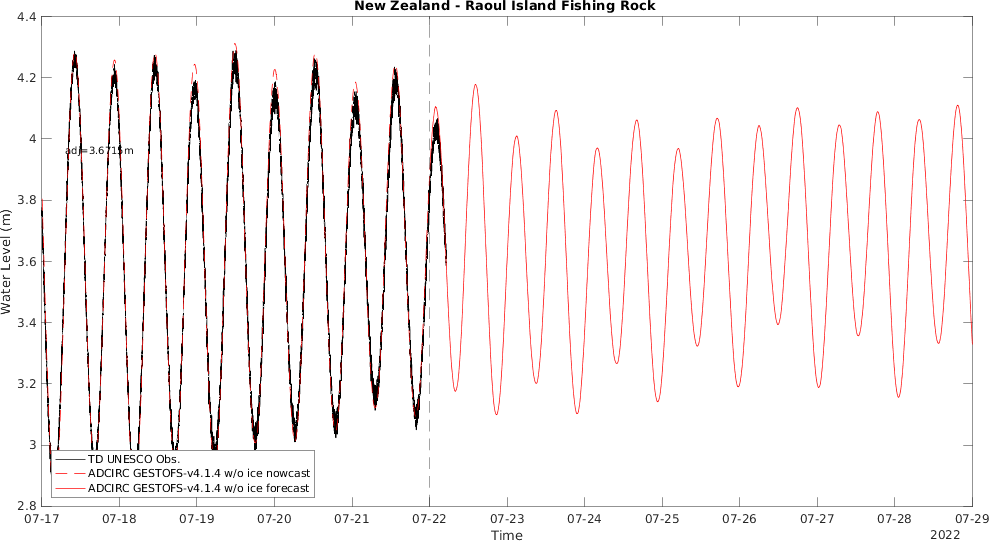 New Zealand - Raoul Island Fishing Rock
4.4
4.2
4
3.8
3.6
3.4
3.2
3
2.8
Water Level (m)
adj=3.6715m
TD UNESCO Obs.
ADCIRC GESTOFS-v4.1.4 w/o ice nowcast
ADCIRC GESTOFS-v4.1.4 w/o ice forecast
07-17 07-18 07-19 07-20 07-21 07-22 07-23 07-24 07-25 07-26 07-27 07-28 07-29
Time
2022